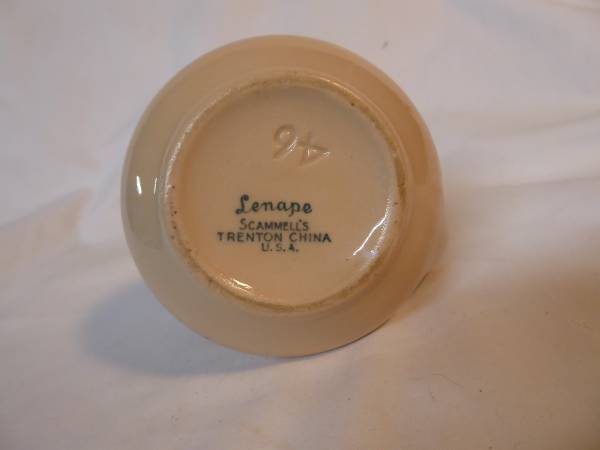 46
Lenape
SCAMMELL'S
TRENTON CHINA
U.S.A.